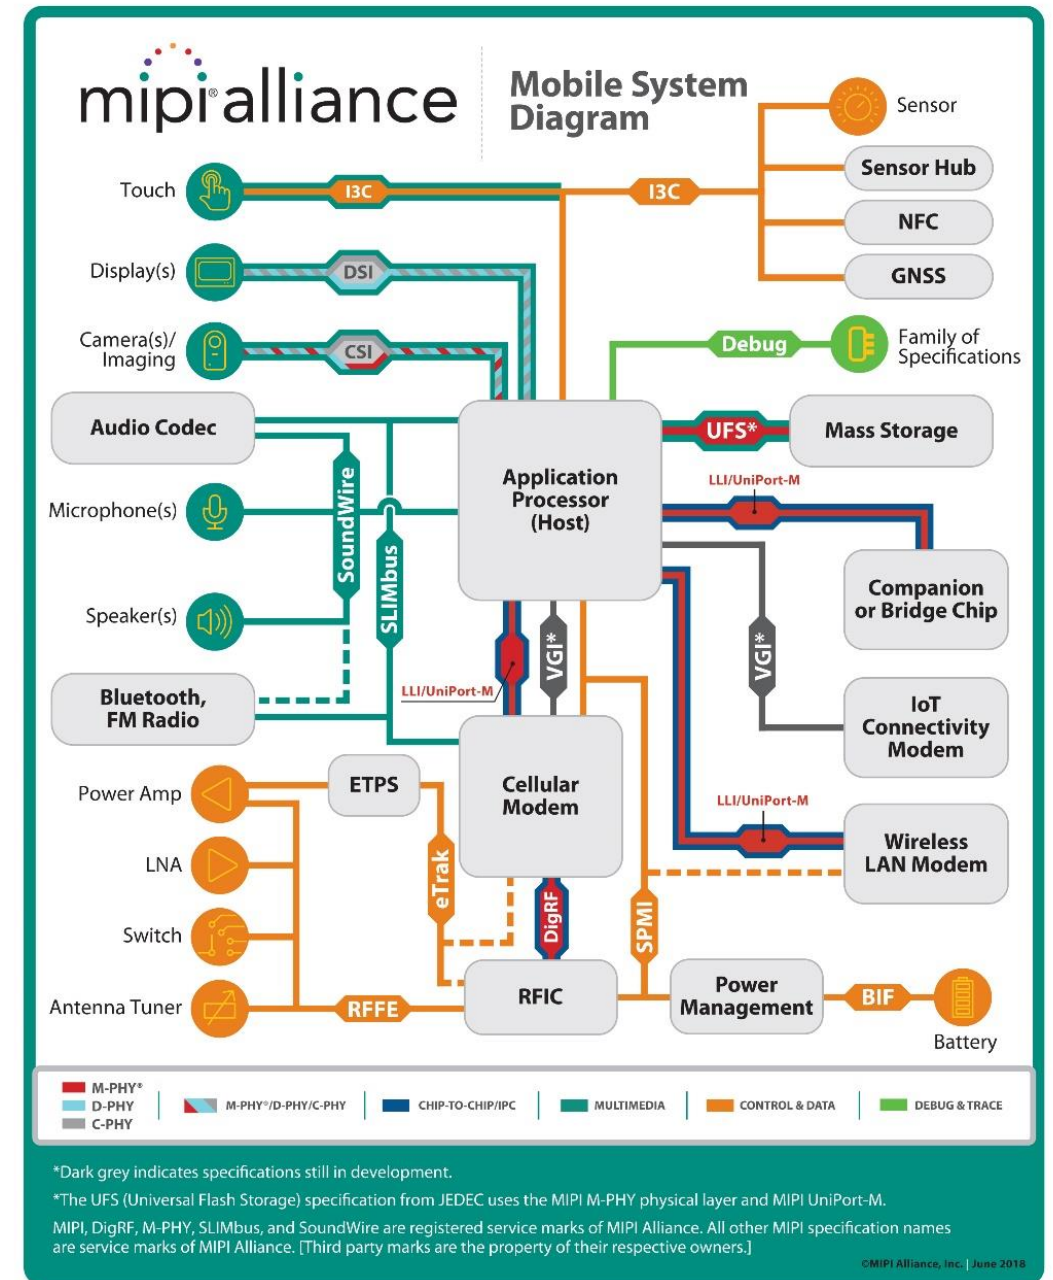 mipi® alliance
Mobile System
Diagram
Sensor
Sensor Hub
NFC
GNSS
Touch
I3C
I3C
Display(s)
DSI
Camera(s)/
Imaging
CSI
Debug
Family of
Specifications
Audio Codec
Application
Processor
(Host)
UFS*
Mass Storage
LLI/UniPort-M
Microphone(s)
SoundWire
SLIMbus
Companion
or Bridge Chip
Speaker(s)
VGI*
VGI*
LLI/UniPort-M
Bluetooth,
FM Radio
IoT
Connectivity
Modem
Power Amp
ETPS
Cellular
Modem
LLI/UniPort-M
Wireless
LAN Modem
LNA
eTrak
DigRF
SPMI
Switch
Antenna Tuner
RFFE
RFIC
Power
Management
BIF
Battery
M-PHY®
D-PHY
C-PHY
M-PHY®/D-PHY/C-PHY
CHIP-TO-CHIP/IPC
MULTIMEDIA
CONTROL & DATA
DEBUG & TRACE
*Dark grey indicates specifications still in development.
*The UFS (Universal Flash Storage) specification from JEDEC uses the MIPI M-PHY physical layer and MIPI UniPort-M.
MIPI, DigRF, M-PHY, SLIMbus, and SoundWire are registered service marks of MIPI Alliance. All other MIPI specification names
are service marks of MIPI Alliance. [Third party marks are the property of their respective owners.]
©MIPI Alliance, Inc. | June 2018